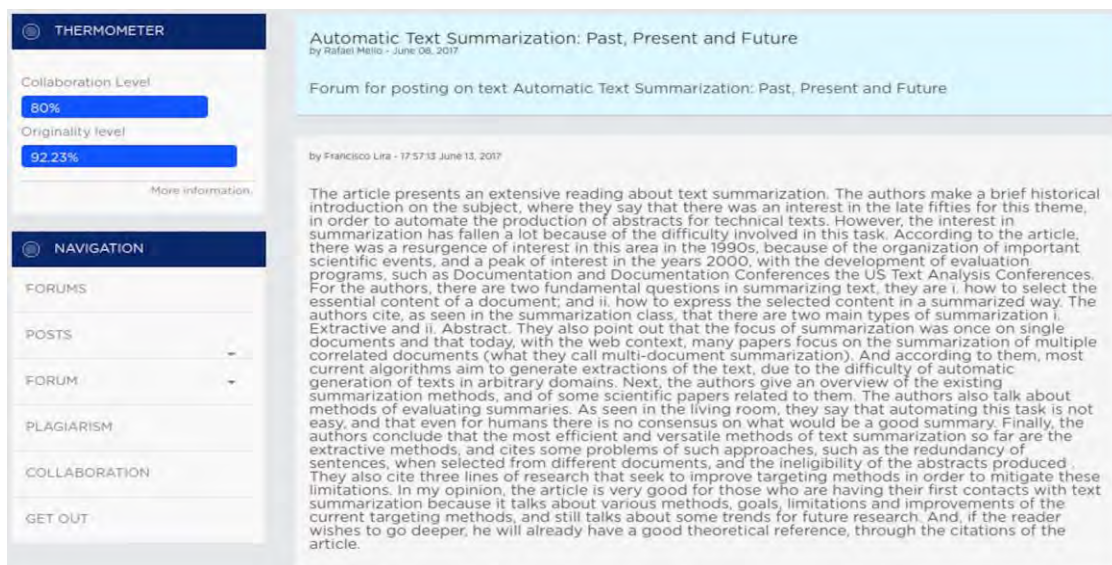 THERMOMETER
Collaboration Level
80%
Originality level
92.23%
More information.
NAVIGATION
FORUMS
POSTS
FORUM
PLAGIARISM
COLLABORATION
GET OUT
Automatic Text Summarization: Past, Present and Future
by Rafael Mello - June 08, 2017
Forum for posting on text Automatic Text Summarization: Past, Present and Future
by Francisco Lira - 17:57:13 June 13, 2017
The article presents an extensive reading about text summarization. The authors make a brief historical
introduction on the subject, where they say that there was an interest in the late fifties for this theme,
in order to automate the production of abstracts for technical texts. However, the interest in
summarization has fallen a lot because of the difficulty involved in this task. According to the article,
there was a resurgence of interest in this area in the 1990s, because of the organization of important
scientific events, and a peak of interest in the years 2000, with the development of evaluation
programs, such as Documentation and Documentation Conferences the US Text Analysis Conferences.
For the authors, there are two fundamental questions in summarizing text, they are i. how to select the
essential content of a document; and ii. how to express the selected content in a summarized way. The
authors cite, as seen in the summarization class, that there are two main types of summarization i.
Extractive and ii. Abstract. They also point out that the focus of summarization was once on single
documents and that today, with the web context, many papers focus on the summarization of multiple
correlated documents (what they call multi-document summarization). And according to them, most
current algorithms aim to generate extractions of the text, due to the difficulty of automatic
generation of texts in arbitrary domains. Next, the authors give an overview of the existing
summarization methods, and of some scientific papers related to them. The authors also talk about
methods of evaluating summaries. As seen in the living room, they say that automating this task is not
easy, and that even for humans there is no consensus on what would be a good summary. Finally, the
authors conclude that the most efficient and versatile methods of text summarization so far are the
extractive methods, and cites some problems of such approaches, such as the redundancy of
sentences, when selected from different documents, and the ineligibility of the abstracts produced .
They also cite three lines of research that seek to improve targeting methods in order to mitigate these
limitations. In my opinion, the article is very good for those who are having their first contacts with text
summarization because it talks about various methods, goals, limitations and improvements of the
current targeting methods, and still talks about some trends for future research. And, if the reader
wishes to go deeper, he will already have a good theoretical reference, through the citations of the
article.